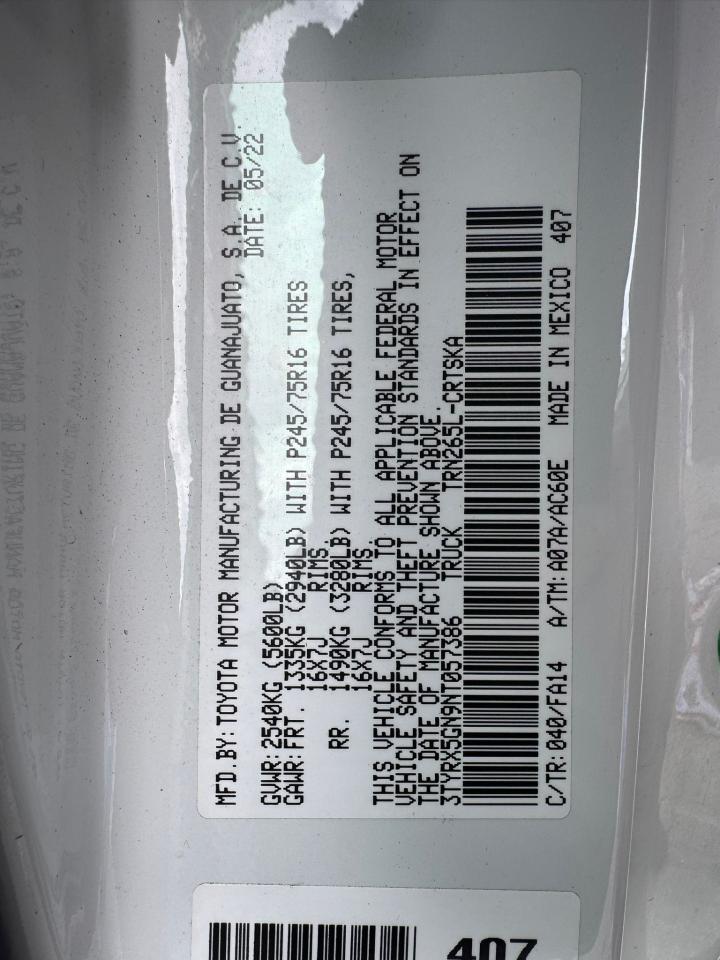 MFD.BY: TOYOTA MOTOR MANUFACTURING DE GUANAJUATO, S.A. DE C.V.
DATE: 05/22
GVWR: 2540KG (5600LB)
GAWR: FRT. 1335KG (2940LB) WITH P245/75R16 TIRES
16X7J RIMS.
RR. 1490KG (3280LB) WITH P245/75R16 TIRES,
16X7J RIMS.
THIS VEHICLE CONFORMS TO ALL APPLICABLE FEDERAL MOTOR
VEHICLE SAFETY AND THEFT PREVENTION STANDARDS IN EFFECT ON
THE DATE OF MANUFACTURE SHOWN ABOVE.
3TYRX5GN9NT057386 TRUCK TRN265L-CRTSKA
C/TR: 040/FA14 A/TM: A07A/AC60E MADE IN MEXICO 407
407